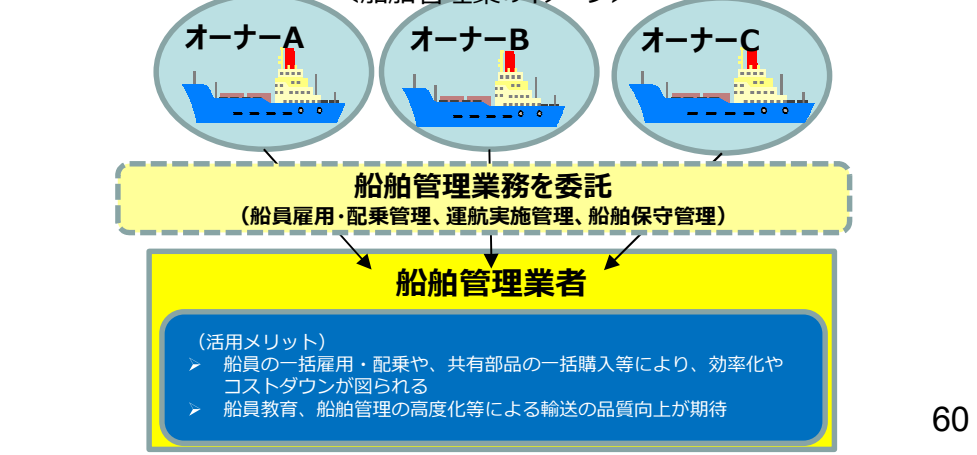 オーナーA
オーナーB
オーナーC
船舶管理業務を委託
（船員雇用・配乗管理、運航実施管理、船舶保守管理）
船舶管理業者
（活用メリット）
➢ 船員の一括雇用・配乗や、共有部品の一括購入等により、効率化や
コストダウンが図られる
➢ 船員教育、船舶管理の高度化等による輸送の品質向上が期待
60